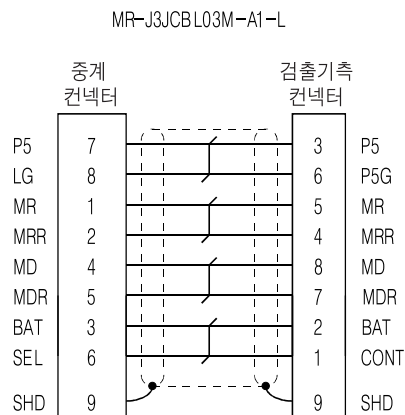 MR-J3JCBL03M-A1-L
중계 검출기측
컨넥터 컨넥터
P5 7 3 P5
LG 8 6 P5G
MR 1 5 MR
MRR 2 4 MRR
MD 4 8 MD
MDR 5 7 MDR
BAT 3 2 BAT
SEL 6 1 CONT
SHD 9 9 SHD